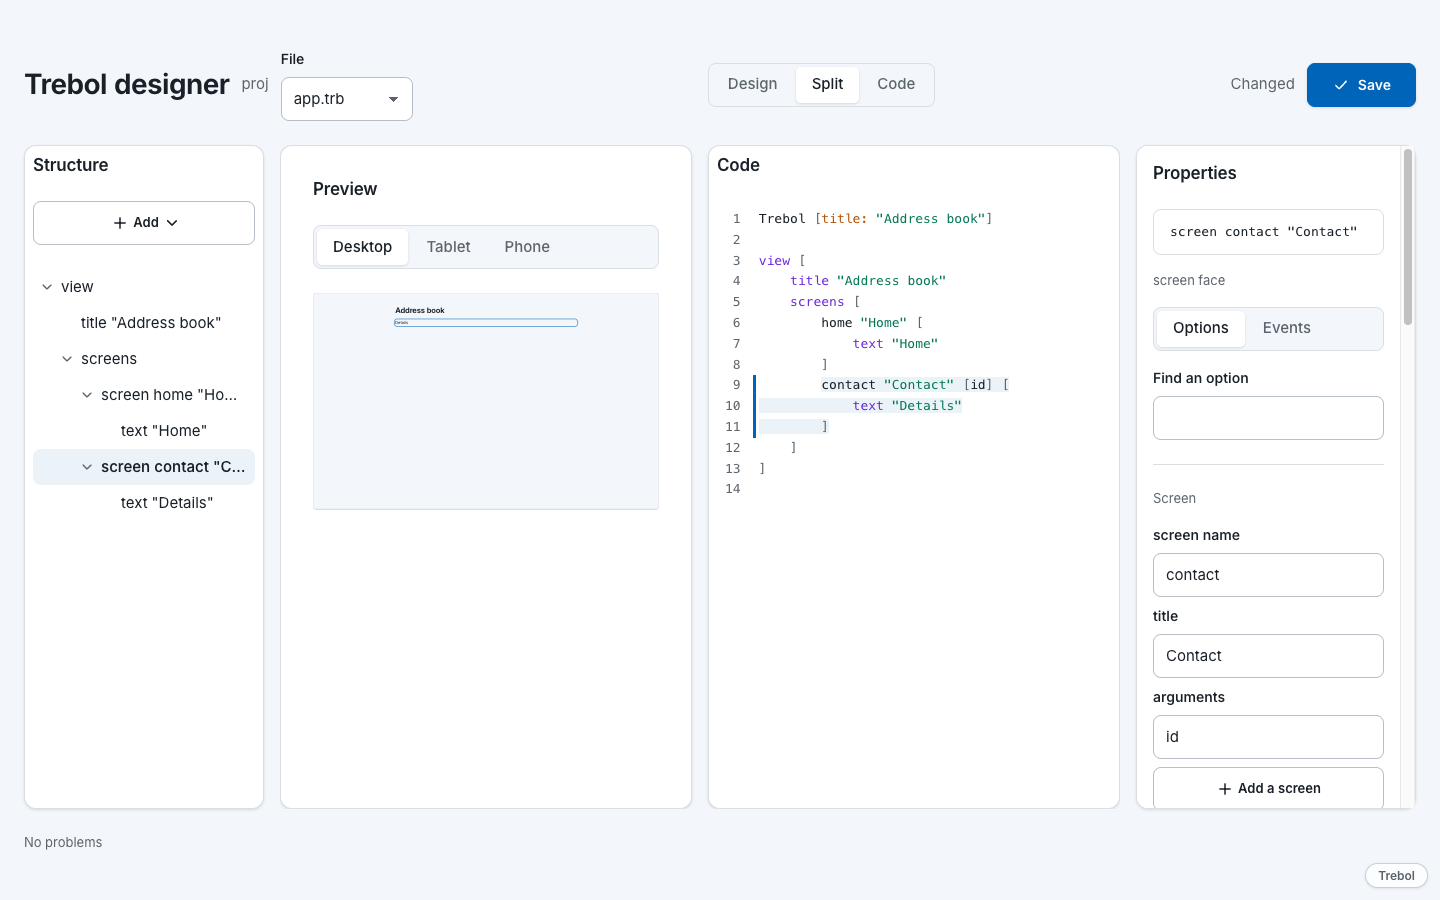 Trebol designer
proj
File
app.trb
Design
Split
Code
Changed
Save
Structure
Add
view
title "Address book"
screens
screen home "Ho...
text "Home"
screen contact "C...
text "Details"
Preview
Desktop
Tablet
Phone
Address book
Details
Code
1 Trebol [title: "Address book"]
2
3 view [
4 title "Address book"
5 screens [
6 home "Home" [
7 text "Home"
8 ]
9 contact "Contact" [id] [
10 text "Details"
11 ]
12 ]
13 ]
14
Properties
screen contact "Contact"
screen face
Options
Events
Find an option
Screen
screen name
contact
title
Contact
arguments
id
Add a screen
No problems
Trebol